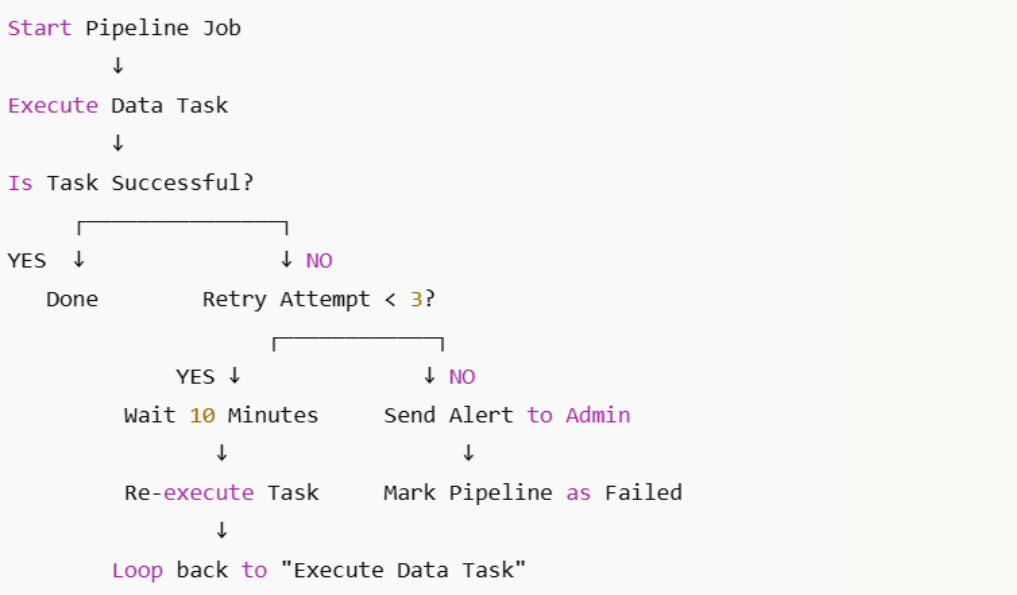 Start Pipeline Job
↓
Execute Data Task
↓
Is Task Successful?
YES ↓ ↓ NO
Done Retry Attempt < 3?
YES ↓ ↓ NO
Wait 10 Minutes Send Alert to Admin
↓ ↓
Re-execute Task Mark Pipeline as Failed
↓
Loop back to "Execute Data Task"